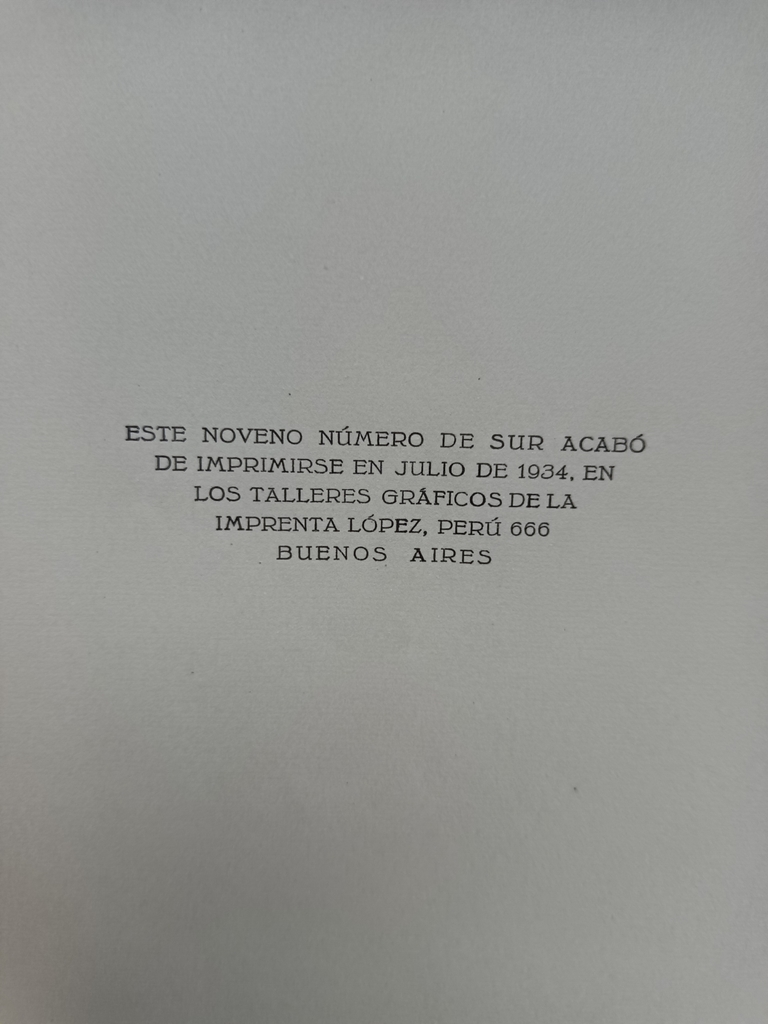 ESTE NOVENO NÚMERO DE SUR ACABÓ
DE IMPRIMIRSE EN JULIO DE 1934, EN
LOS TALLERES GRÁFICOS DE LA
IMPRENTA LÓPEZ, PERÚ 666
BUENOS AIRES